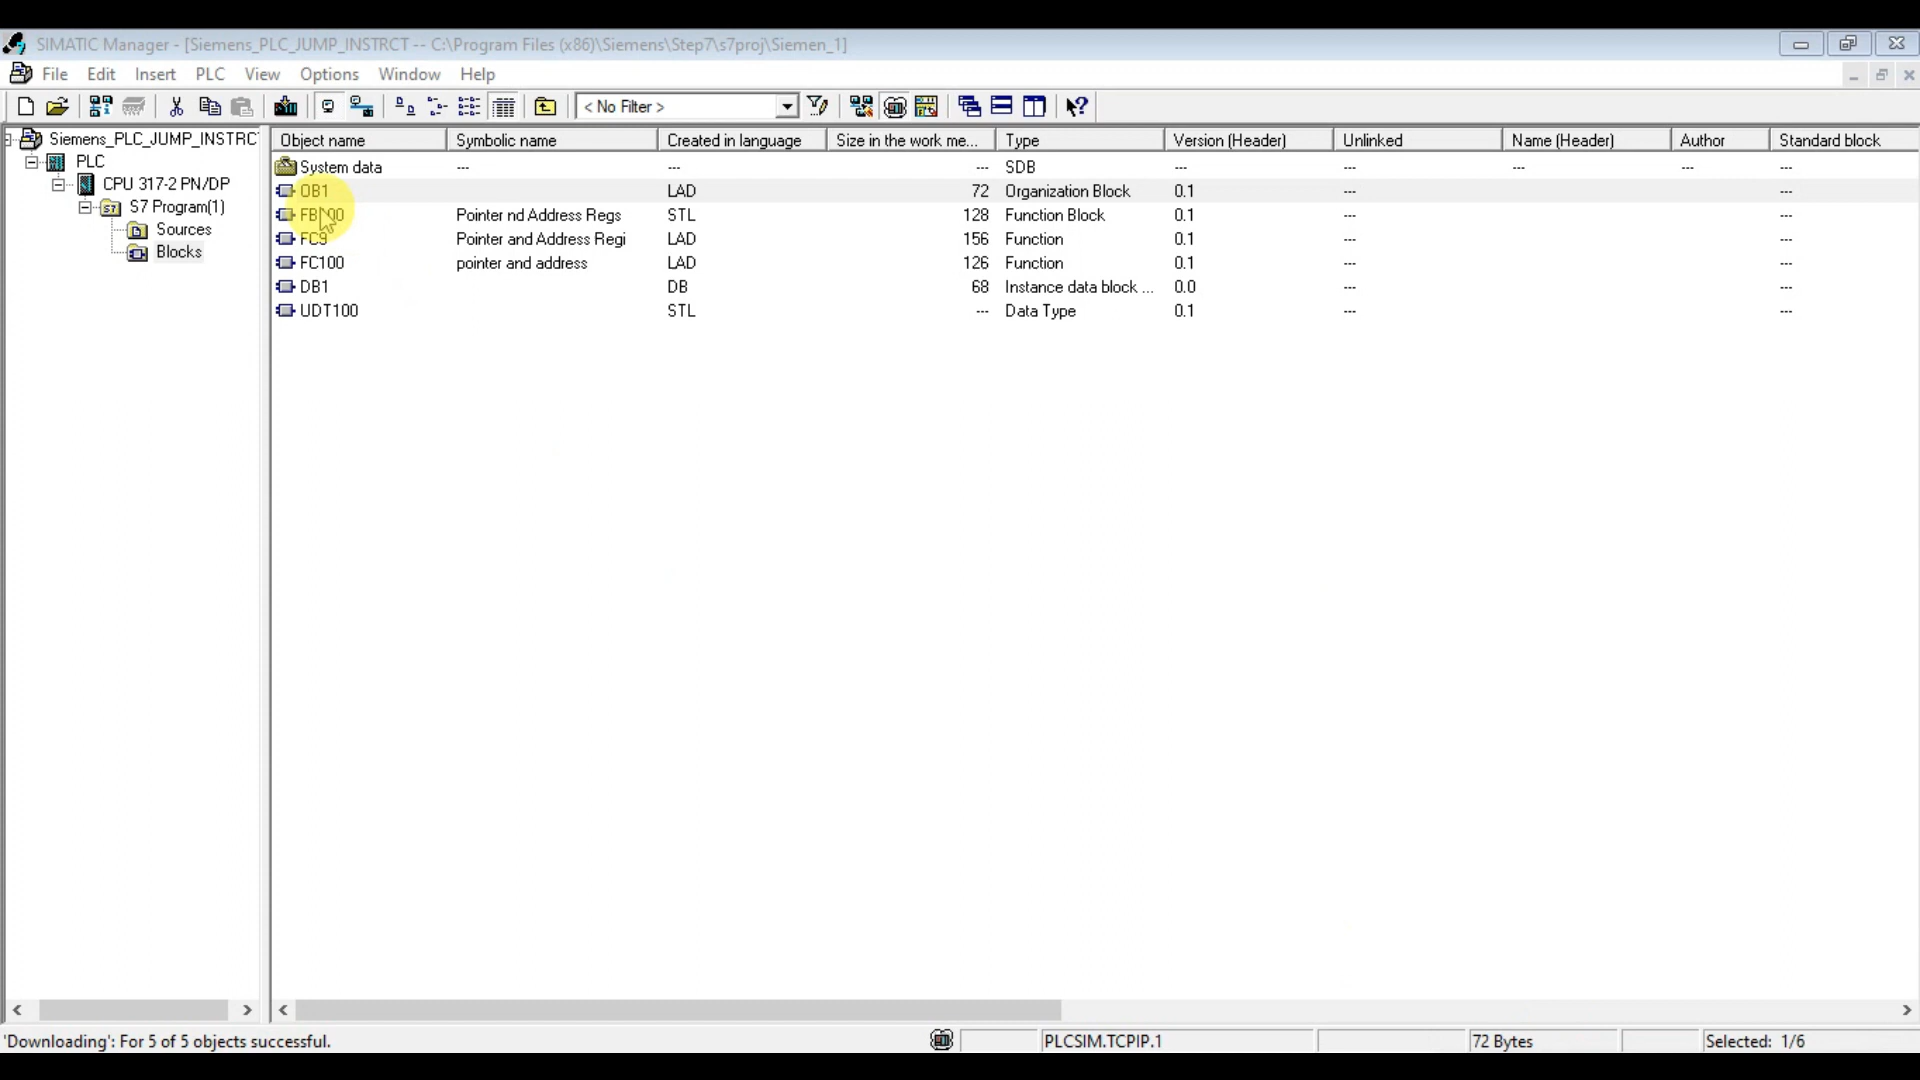 SIMATIC Manager - [Siemens_PLC_JUMP_INSTRCT -- C:\Program Files (x86)\Siemens\Step7\s7proj\Siemen_1]
File Edit Insert PLC View Options Window Help
< No Filter >
Siemens_PLC_JUMP_INSTRC
PLC
CPU 317-2 PN/DP
S7 Program(1)
Sources
Blocks
Object name Symbolic name Created in language Size in the work me... Type Version (Header) Unlinked Name (Header) Author Standard block
System data --- --- --- SDB --- --- --- --- ---
OB1 LAD 72 Organization Block 0.1 --- ---
FB100 Pointer nd Address Regs STL 128 Function Block 0.1 --- ---
FC9 Pointer and Address Regi LAD 156 Function 0.1 --- ---
FC100 pointer and address LAD 126 Function 0.1 --- ---
DB1 DB 68 Instance data block ... 0.0 --- ---
UDT100 STL --- Data Type 0.1 --- ---
'Downloading': For 5 of 5 objects successful. PLCSIM.TCPIP.1 72 Bytes Selected: 1/6